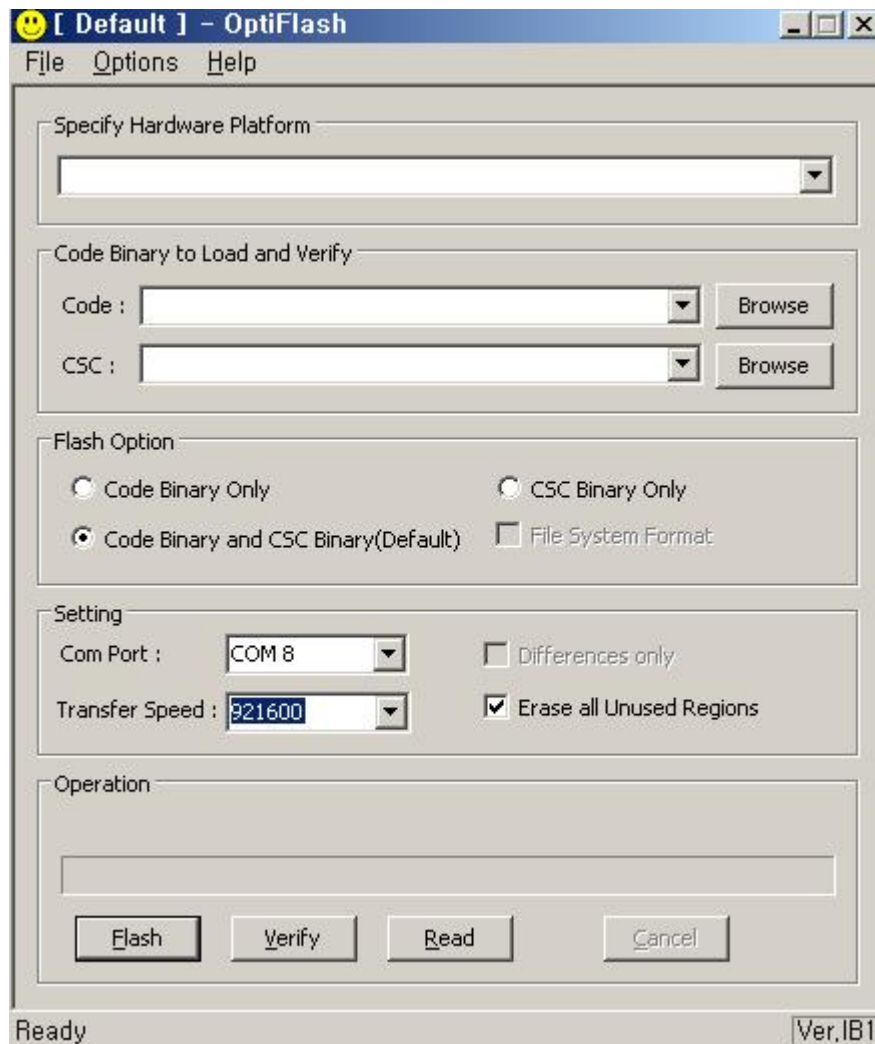 [ Default ] - OptiFlash
File Options Help
Specify Hardware Platform
Code Binary to Load and Verify
Code :
Browse
CSC :
Browse
Flash Option
Code Binary Only
CSC Binary Only
Code Binary and CSC Binary(Default)
File System Format
Setting
Com Port :
COM 8
Differences only
Transfer Speed :
921600
Erase all Unused Regions
Operation
Flash
Verify
Read
Cancel
Ready
Ver,IB1